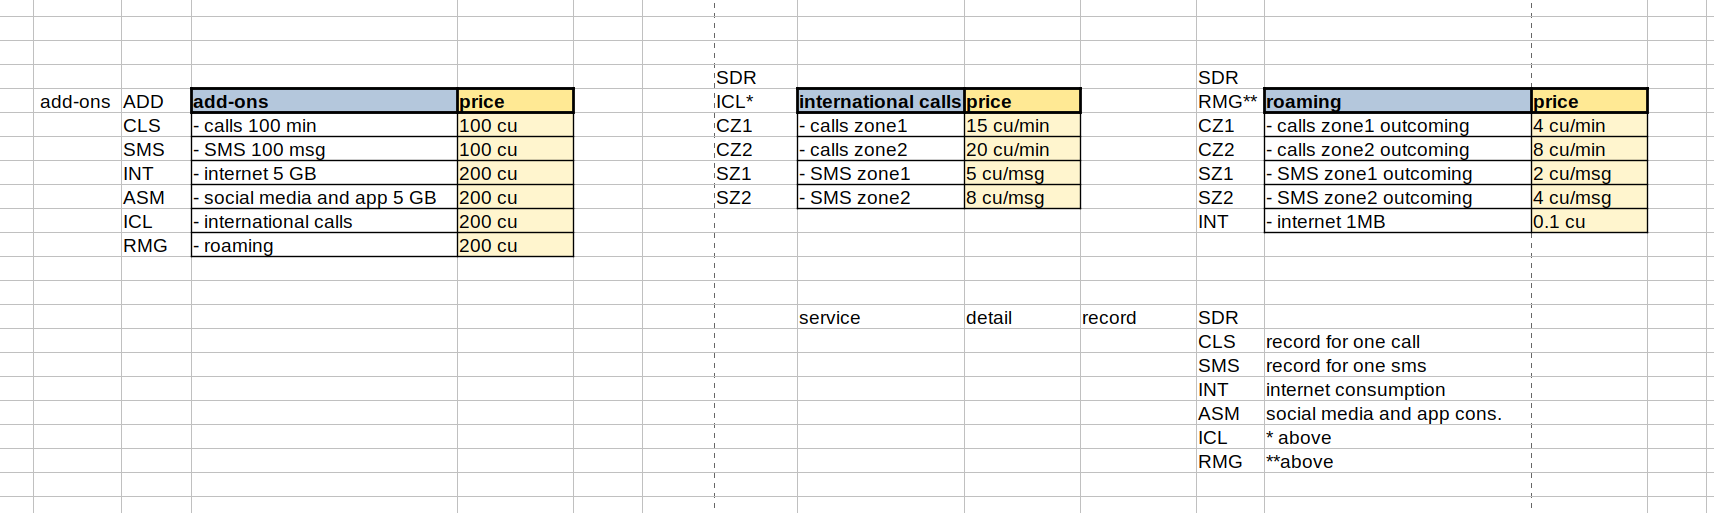 SDR SDR
add-ons ADD add-ons price ICL* international calls price RMG** roaming price
CLS - calls 100 min 100 cu CZ1 - calls zone1 15 cu/min CZ1 - calls zone1 outcoming 4 cu/min
SMS - SMS 100 msg 100 cu CZ2 - calls zone2 20 cu/min CZ2 - calls zone2 outcoming 8 cu/min
INT - internet 5 GB 200 cu SZ1 - SMS zone1 5 cu/msg SZ1 - SMS zone1 outcoming 2 cu/msg
ASM - social media and app 5 GB 200 cu SZ2 - SMS zone2 8 cu/msg SZ2 - SMS zone2 outcoming 4 cu/msg
ICL - international calls 200 cu INT - internet 1MB 0.1 cu
RMG - roaming 200 cu
service detail record SDR
CLS record for one call
SMS record for one sms
INT internet consumption
ASM social media and app cons.
ICL * above
RMG **above